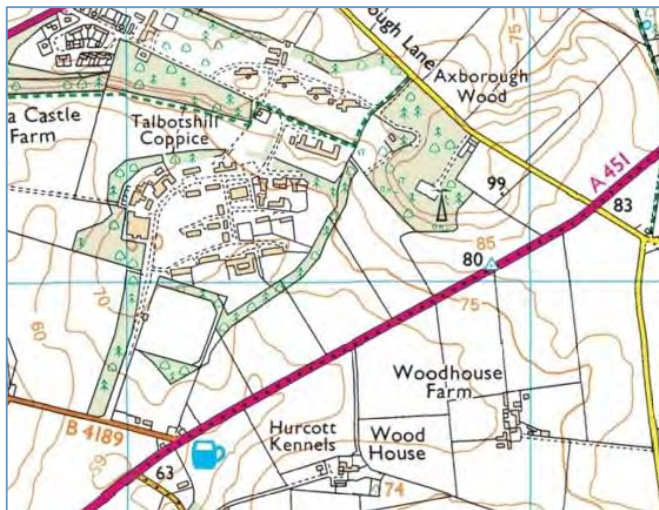 ough Lane
75
Axborough
Wood
a Castle
Farm
Talbotshill
Coppice
99
A 451
83
85
80
75
70
60
Woodhouse
Farm
B 4189
Hurcott
Kennels
Wood
House
65
63
74